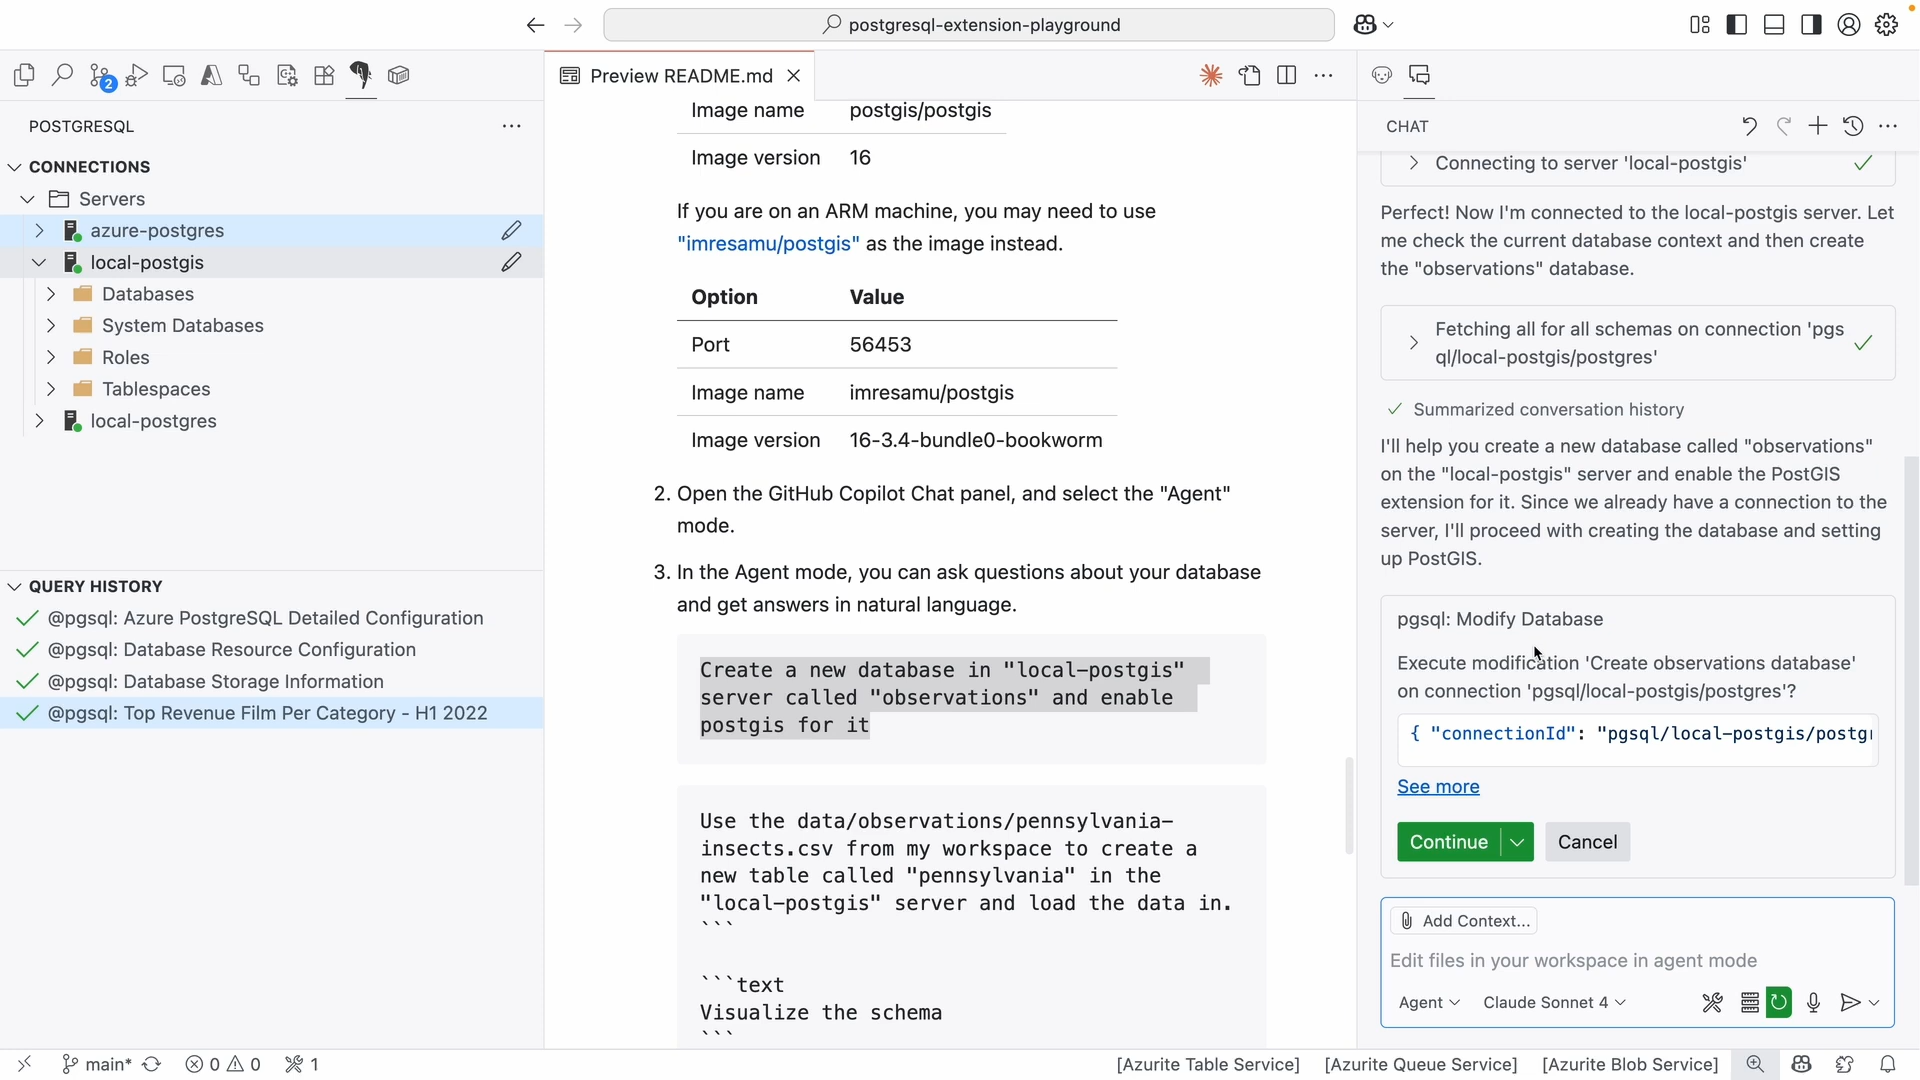 postgresql-extension-playground
2
Preview README.md
POSTGRESQL
CONNECTIONS
Servers
azure-postgres
local-postgis
Databases
System Databases
Roles
Tablespaces
local-postgres
QUERY HISTORY
@pgsql: Azure PostgreSQL Detailed Configuration
@pgsql: Database Resource Configuration
@pgsql: Database Storage Information
@pgsql: Top Revenue Film Per Category - H1 2022
Image name postgis/postgis
Image version 16
If you are on an ARM machine, you may need to use
"imresamu/postgis" as the image instead.
Option Value
Port 56453
Image name imresamu/postgis
Image version 16-3.4-bundle0-bookworm
2. Open the GitHub Copilot Chat panel, and select the "Agent"
mode.
3. In the Agent mode, you can ask questions about your database
and get answers in natural language.
Create a new database in "local-postgis"
server called "observations" and enable
postgis for it
Use the data/observations/pennsylvania-
insects.csv from my workspace to create a
new table called "pennsylvania" in the
"local-postgis" server and load the data in.
```
```text
Visualize the schema
```
CHAT
Connecting to server 'local-postgis'
Perfect! Now I'm connected to the local-postgis server. Let
me check the current database context and then create
the "observations" database.
Fetching all for all schemas on connection 'pgs
ql/local-postgis/postgres'
Summarized conversation history
I'll help you create a new database called "observations"
on the "local-postgis" server and enable the PostGIS
extension for it. Since we already have a connection to the
server, I'll proceed with creating the database and setting
up PostGIS.
pgsql: Modify Database
Execute modification 'Create observations database'
on connection 'pgsql/local-postgis/postgres'?
{ "connectionId": "pgsql/local-postgis/postgr
See more
Continue Cancel
Add Context...
Edit files in your workspace in agent mode
Agent Claude Sonnet 4
main* 0 0 1 [Azurite Table Service] [Azurite Queue Service] [Azurite Blob Service]